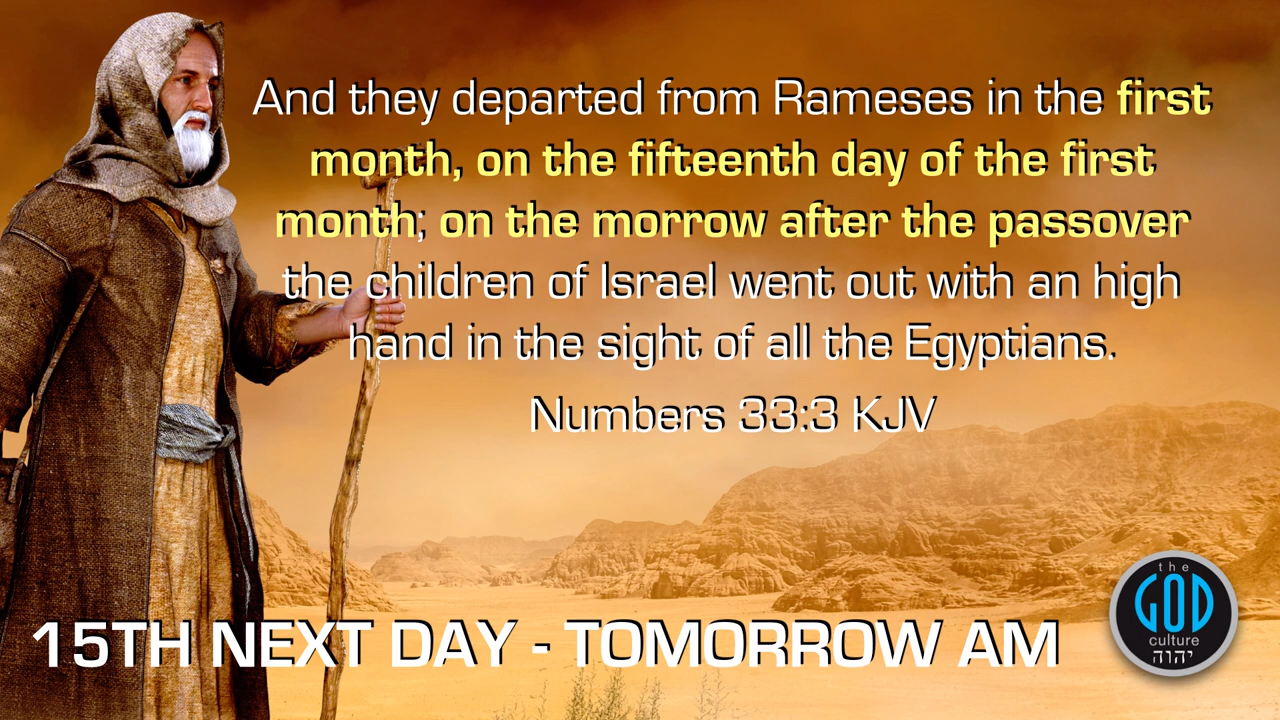 And they departed from Rameses in the first
month, on the fifteenth day of the first
month; on the morrow after the passover
the children of Israel went out with an high
hand in the sight of all the Egyptians.
Numbers 33:3 KJV
15TH NEXT DAY - TOMORROW AM
the
GOD
culture
יהוה